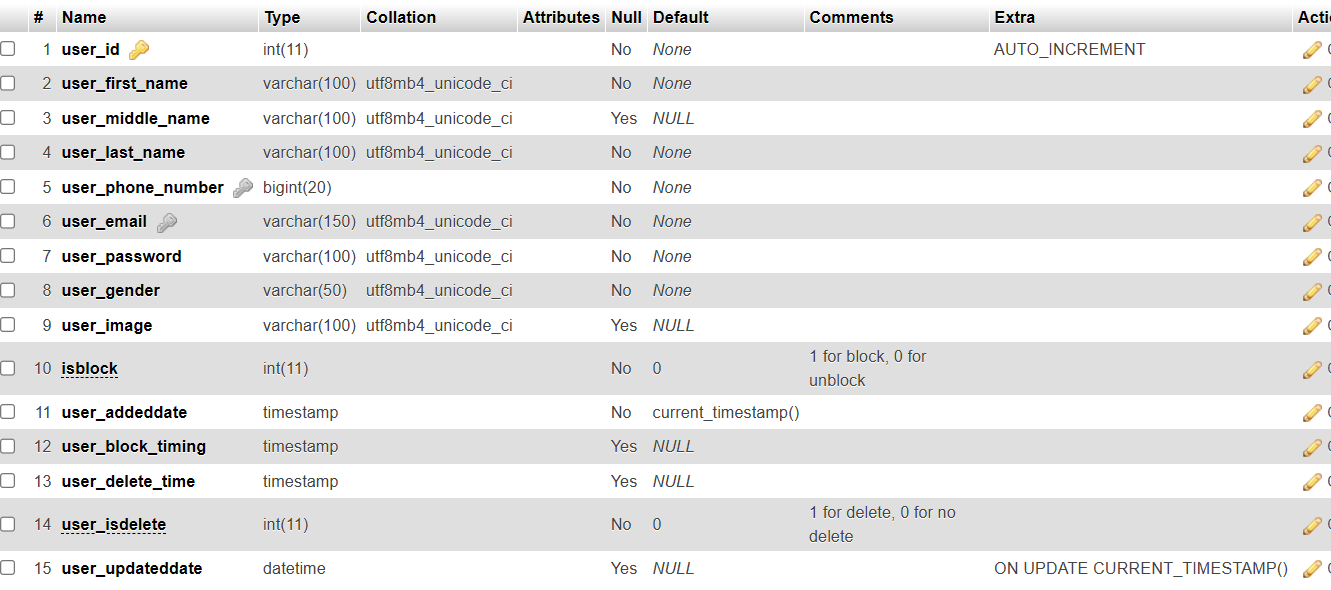 # Name Type Collation Attributes Null Default Comments Extra Acti
1 user_id int(11) No None AUTO_INCREMENT
2 user_first_name varchar(100) utf8mb4_unicode_ci No None
3 user_middle_name varchar(100) utf8mb4_unicode_ci Yes NULL
4 user_last_name varchar(100) utf8mb4_unicode_ci No None
5 user_phone_number bigint(20) No None
6 user_email varchar(150) utf8mb4_unicode_ci No None
7 user_password varchar(100) utf8mb4_unicode_ci No None
8 user_gender varchar(50) utf8mb4_unicode_ci No None
9 user_image varchar(100) utf8mb4_unicode_ci Yes NULL
10 isblock int(11) No 0 1 for block, 0 for
unblock
11 user_addeddate timestamp No current_timestamp()
12 user_block_timing timestamp Yes NULL
13 user_delete_time timestamp Yes NULL
14 user_isdelete int(11) No 0 1 for delete, 0 for no
delete
15 user_updateddate datetime Yes NULL ON UPDATE CURRENT_TIMESTAMP()